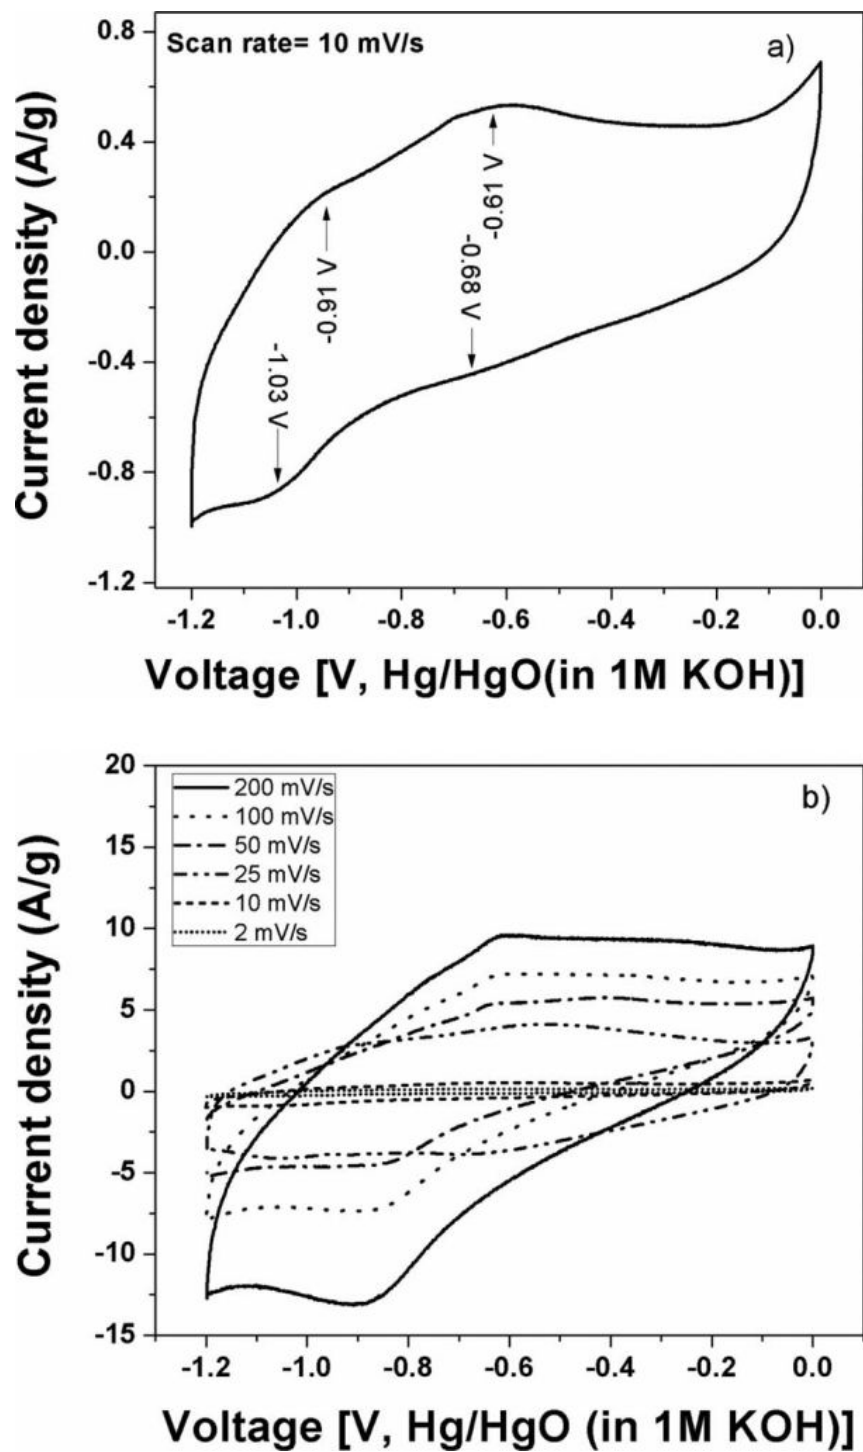 Scan rate= 10 mV/s
a)
0.8
0.4
0.0
-0.4
-0.8
-1.2
Current density (A/g)
-0.61 V
-0.91 V
-0.68 V
-1.03 V
-1.2 -1.0 -0.8 -0.6 -0.4 -0.2 0.0
Voltage [V, Hg/HgO(in 1M KOH)]
b)
20
15
10
5
0
-5
-10
-15
Current density (A/g)
200 mV/s
100 mV/s
50 mV/s
25 mV/s
10 mV/s
2 mV/s
-1.2 -1.0 -0.8 -0.6 -0.4 -0.2 0.0
Voltage [V, Hg/HgO (in 1M KOH)]